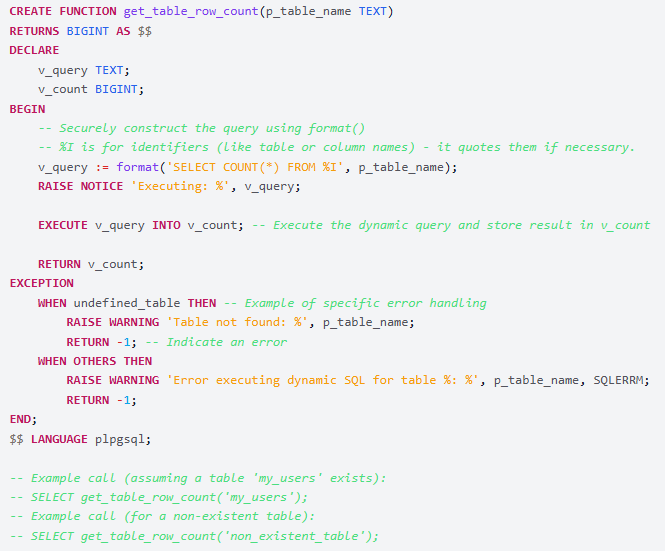 CREATE FUNCTION get_table_row_count(p_table_name TEXT)
RETURNS BIGINT AS $$
DECLARE
    v_query TEXT;
    v_count BIGINT;
BEGIN
    -- Securely construct the query using format()
    -- %I is for identifiers (like table or column names) - it quotes them if necessary.
    v_query := format('SELECT COUNT(*) FROM %I', p_table_name);
    RAISE NOTICE 'Executing: %', v_query;

    EXECUTE v_query INTO v_count; -- Execute the dynamic query and store result in v_count

    RETURN v_count;
EXCEPTION
    WHEN undefined_table THEN -- Example of specific error handling
        RAISE WARNING 'Table not found: %', p_table_name;
        RETURN -1; -- Indicate an error
    WHEN OTHERS THEN
        RAISE WARNING 'Error executing dynamic SQL for table %: %', p_table_name, SQLERRM;
        RETURN -1;
END;
$$ LANGUAGE plpgsql;

-- Example call (assuming a table 'my_users' exists):
-- SELECT get_table_row_count('my_users');
-- Example call (for a non-existent table):
-- SELECT get_table_row_count('non_existent_table');